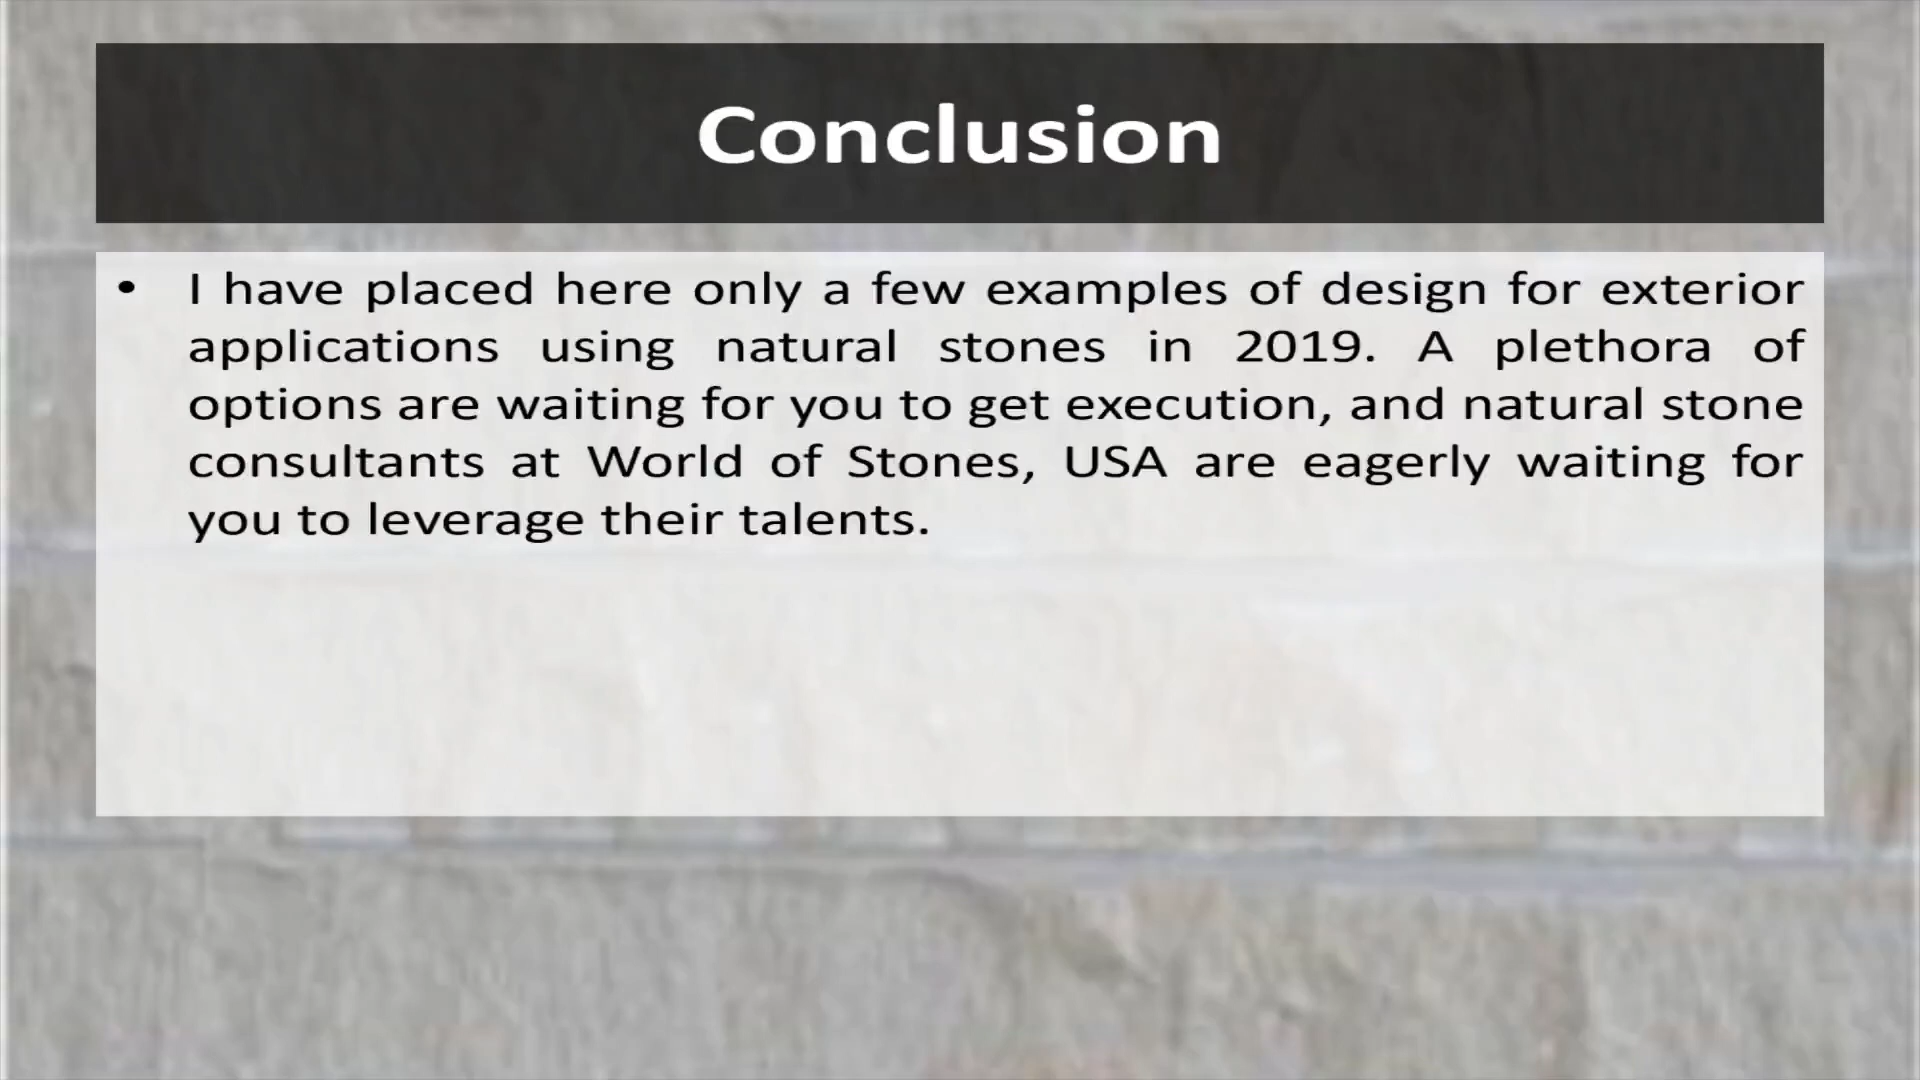 Conclusion
• I have placed here only a few examples of design for exterior
applications using natural stones in 2019. A plethora of
options are waiting for you to get execution, and natural stone
consultants at World of Stones, USA are eagerly waiting for
you to leverage their talents.